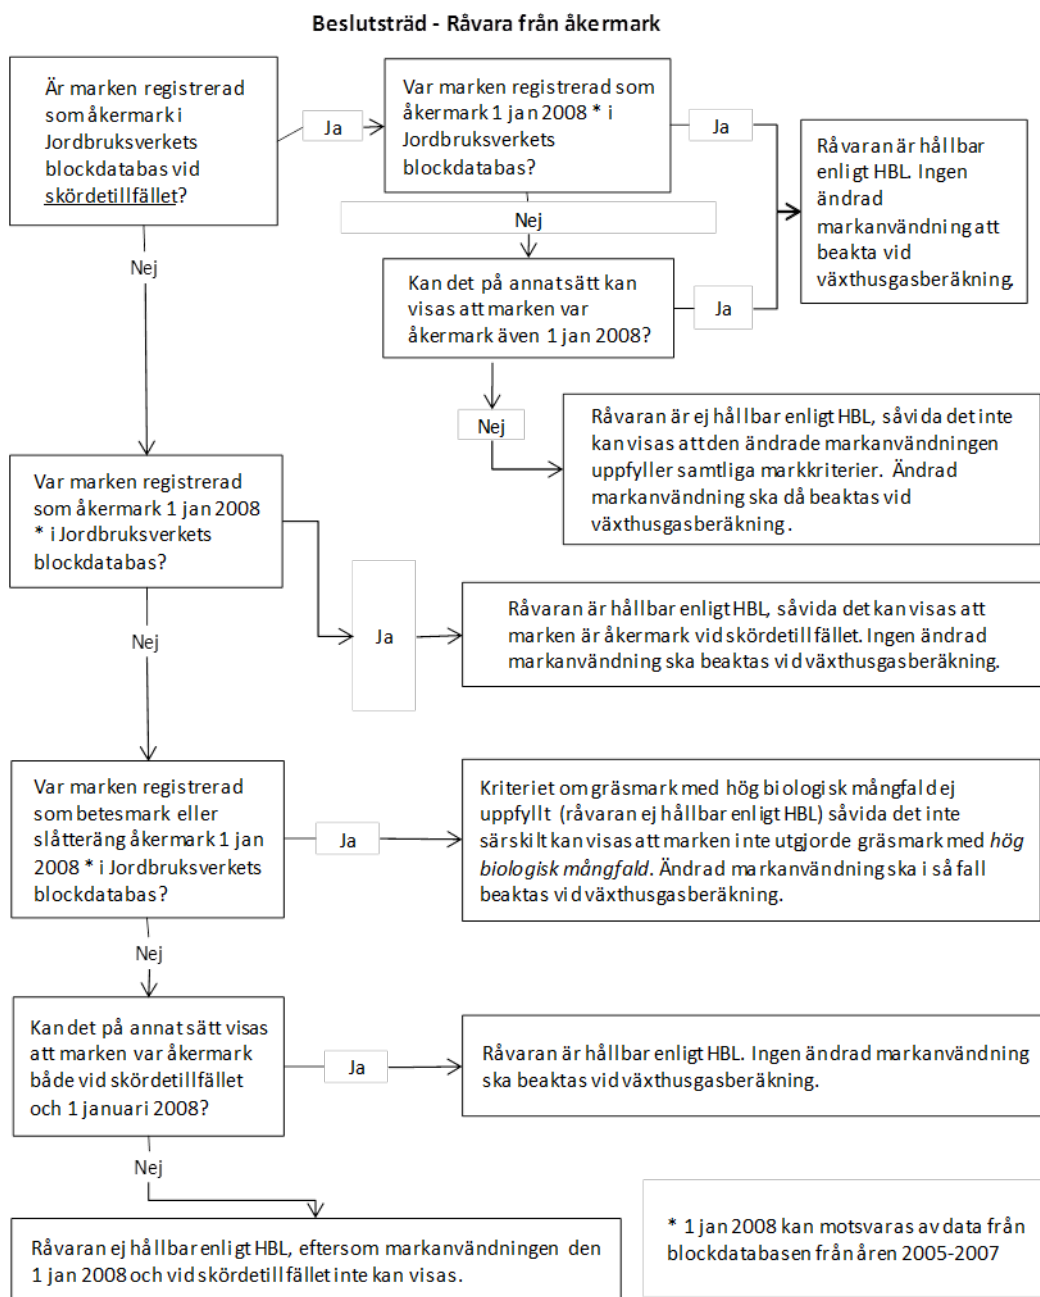 Beslutsträd - Råvara från åkermark
Är marken registrerad
som åkermark i
Jordbruksverkets
blockdatabas vid
skördetillfället?
Ja
Var marken registrerad som
åkermark 1 jan 2008 * i
Jordbruksverkets
blockdatabas?
Ja
Råvaran är hållbar
enligt HBL. Ingen
ändrad
markanvändning att
beakta vid
växthusgasberäkning.
Nej
Kan det på annat sätt kan
visas att marken var
åkermark även 1 jan 2008?
Ja
Nej
Råvaran är ej hållbar enligt HBL, såvida det inte
kan visas att den ändrade markanvändningen
uppfyller samtliga markkriterier. Ändrad
markanvändning ska då beaktas vid
växthusgasberäkning.
Nej
Var marken registrerad
som åkermark 1 jan 2008
* i Jordbruksverkets
blockdatabas?
Ja
Råvaran är hållbar enligt HBL, såvida det kan visas att
marken är åkermark vid skördetillfället. Ingen ändrad
markanvändning ska beaktas vid växthusgasberäkning.
Nej
Var marken registrerad
som betesmark eller
slåtteräng åkermark 1 jan
2008 * i Jordbruksverkets
blockdatabas?
Ja
Kriteriet om gräsmark med hög biologisk mångfald ej
uppfyllt (råvaran ej hållbar enligt HBL) såvida det inte
särskilt kan visas att marken inte utgjorde gräsmark med hög
biologisk mångfald. Ändrad markanvändning ska i så fall
beaktas vid växthusgasberäkning.
Nej
Kan det på annat sätt visas
att marken var åkermark
både vid skördetillfället
och 1 januari 2008?
Ja
Råvaran är hållbar enligt HBL. Ingen ändrad markanvändning
ska beaktas vid växthusgasberäkning.
Nej
Råvaran ej hållbar enligt HBL, eftersom markanvändningen den
1 jan 2008 och vid skördetillfället inte kan visas.
* 1 jan 2008 kan motsvaras av data från
blockdatabasen från åren 2005-2007